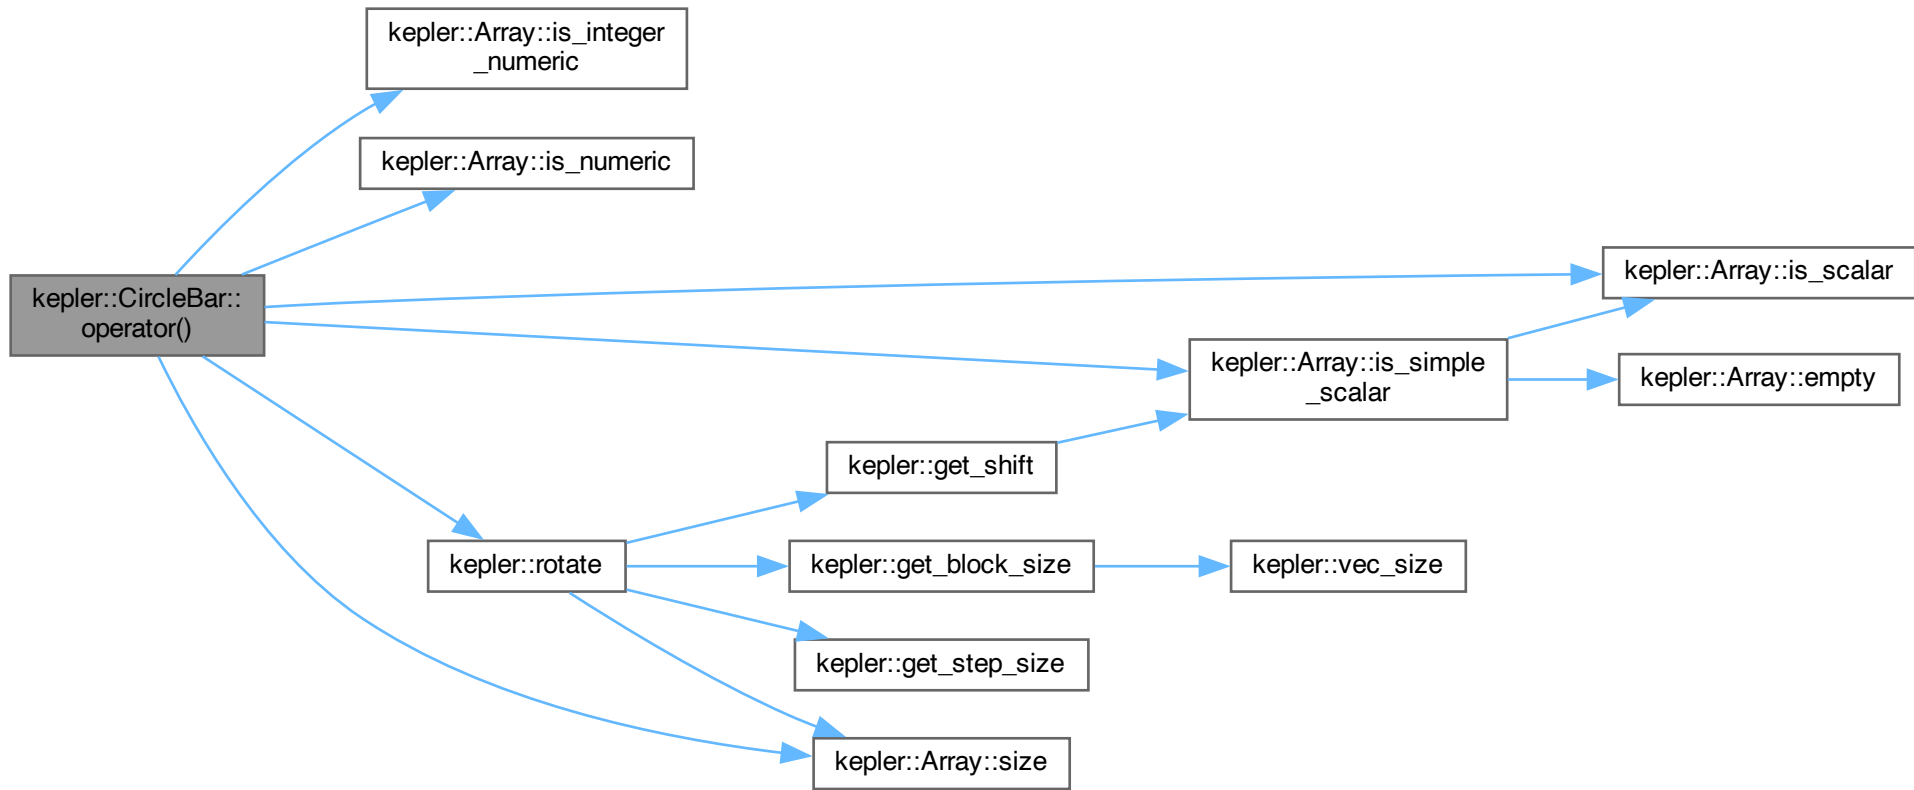 kepler::Array::is_integer
_numeric
kepler::Array::is_numeric
kepler::CircleBar::
operator()
kepler::Array::is_scalar
kepler::Array::is_simple
_scalar
kepler::Array::empty
kepler::get_shift
kepler::rotate
kepler::get_block_size
kepler::vec_size
kepler::get_step_size
kepler::Array::size